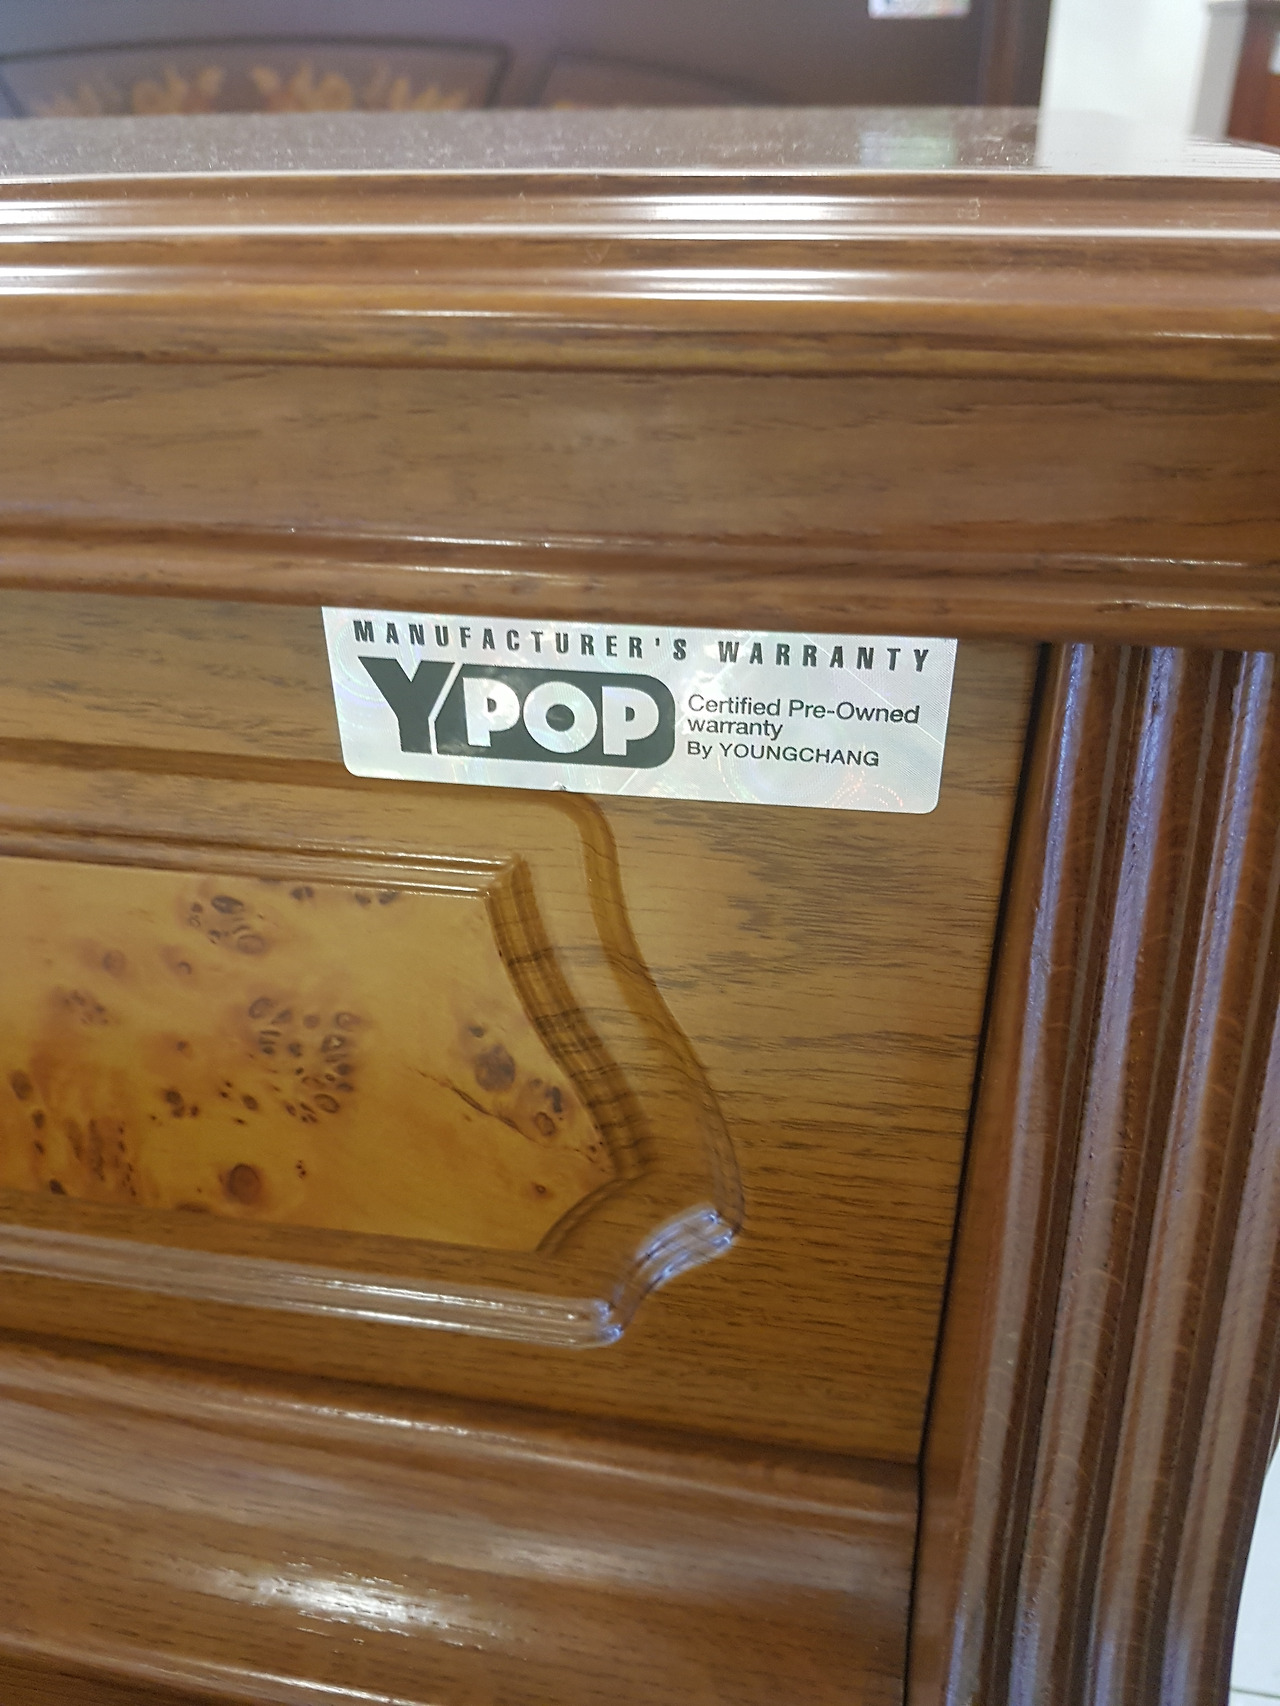 MANUFACTURER'S WARRANTY
YPOP
Certified Pre-Owned
warranty
By YOUNGCHANG